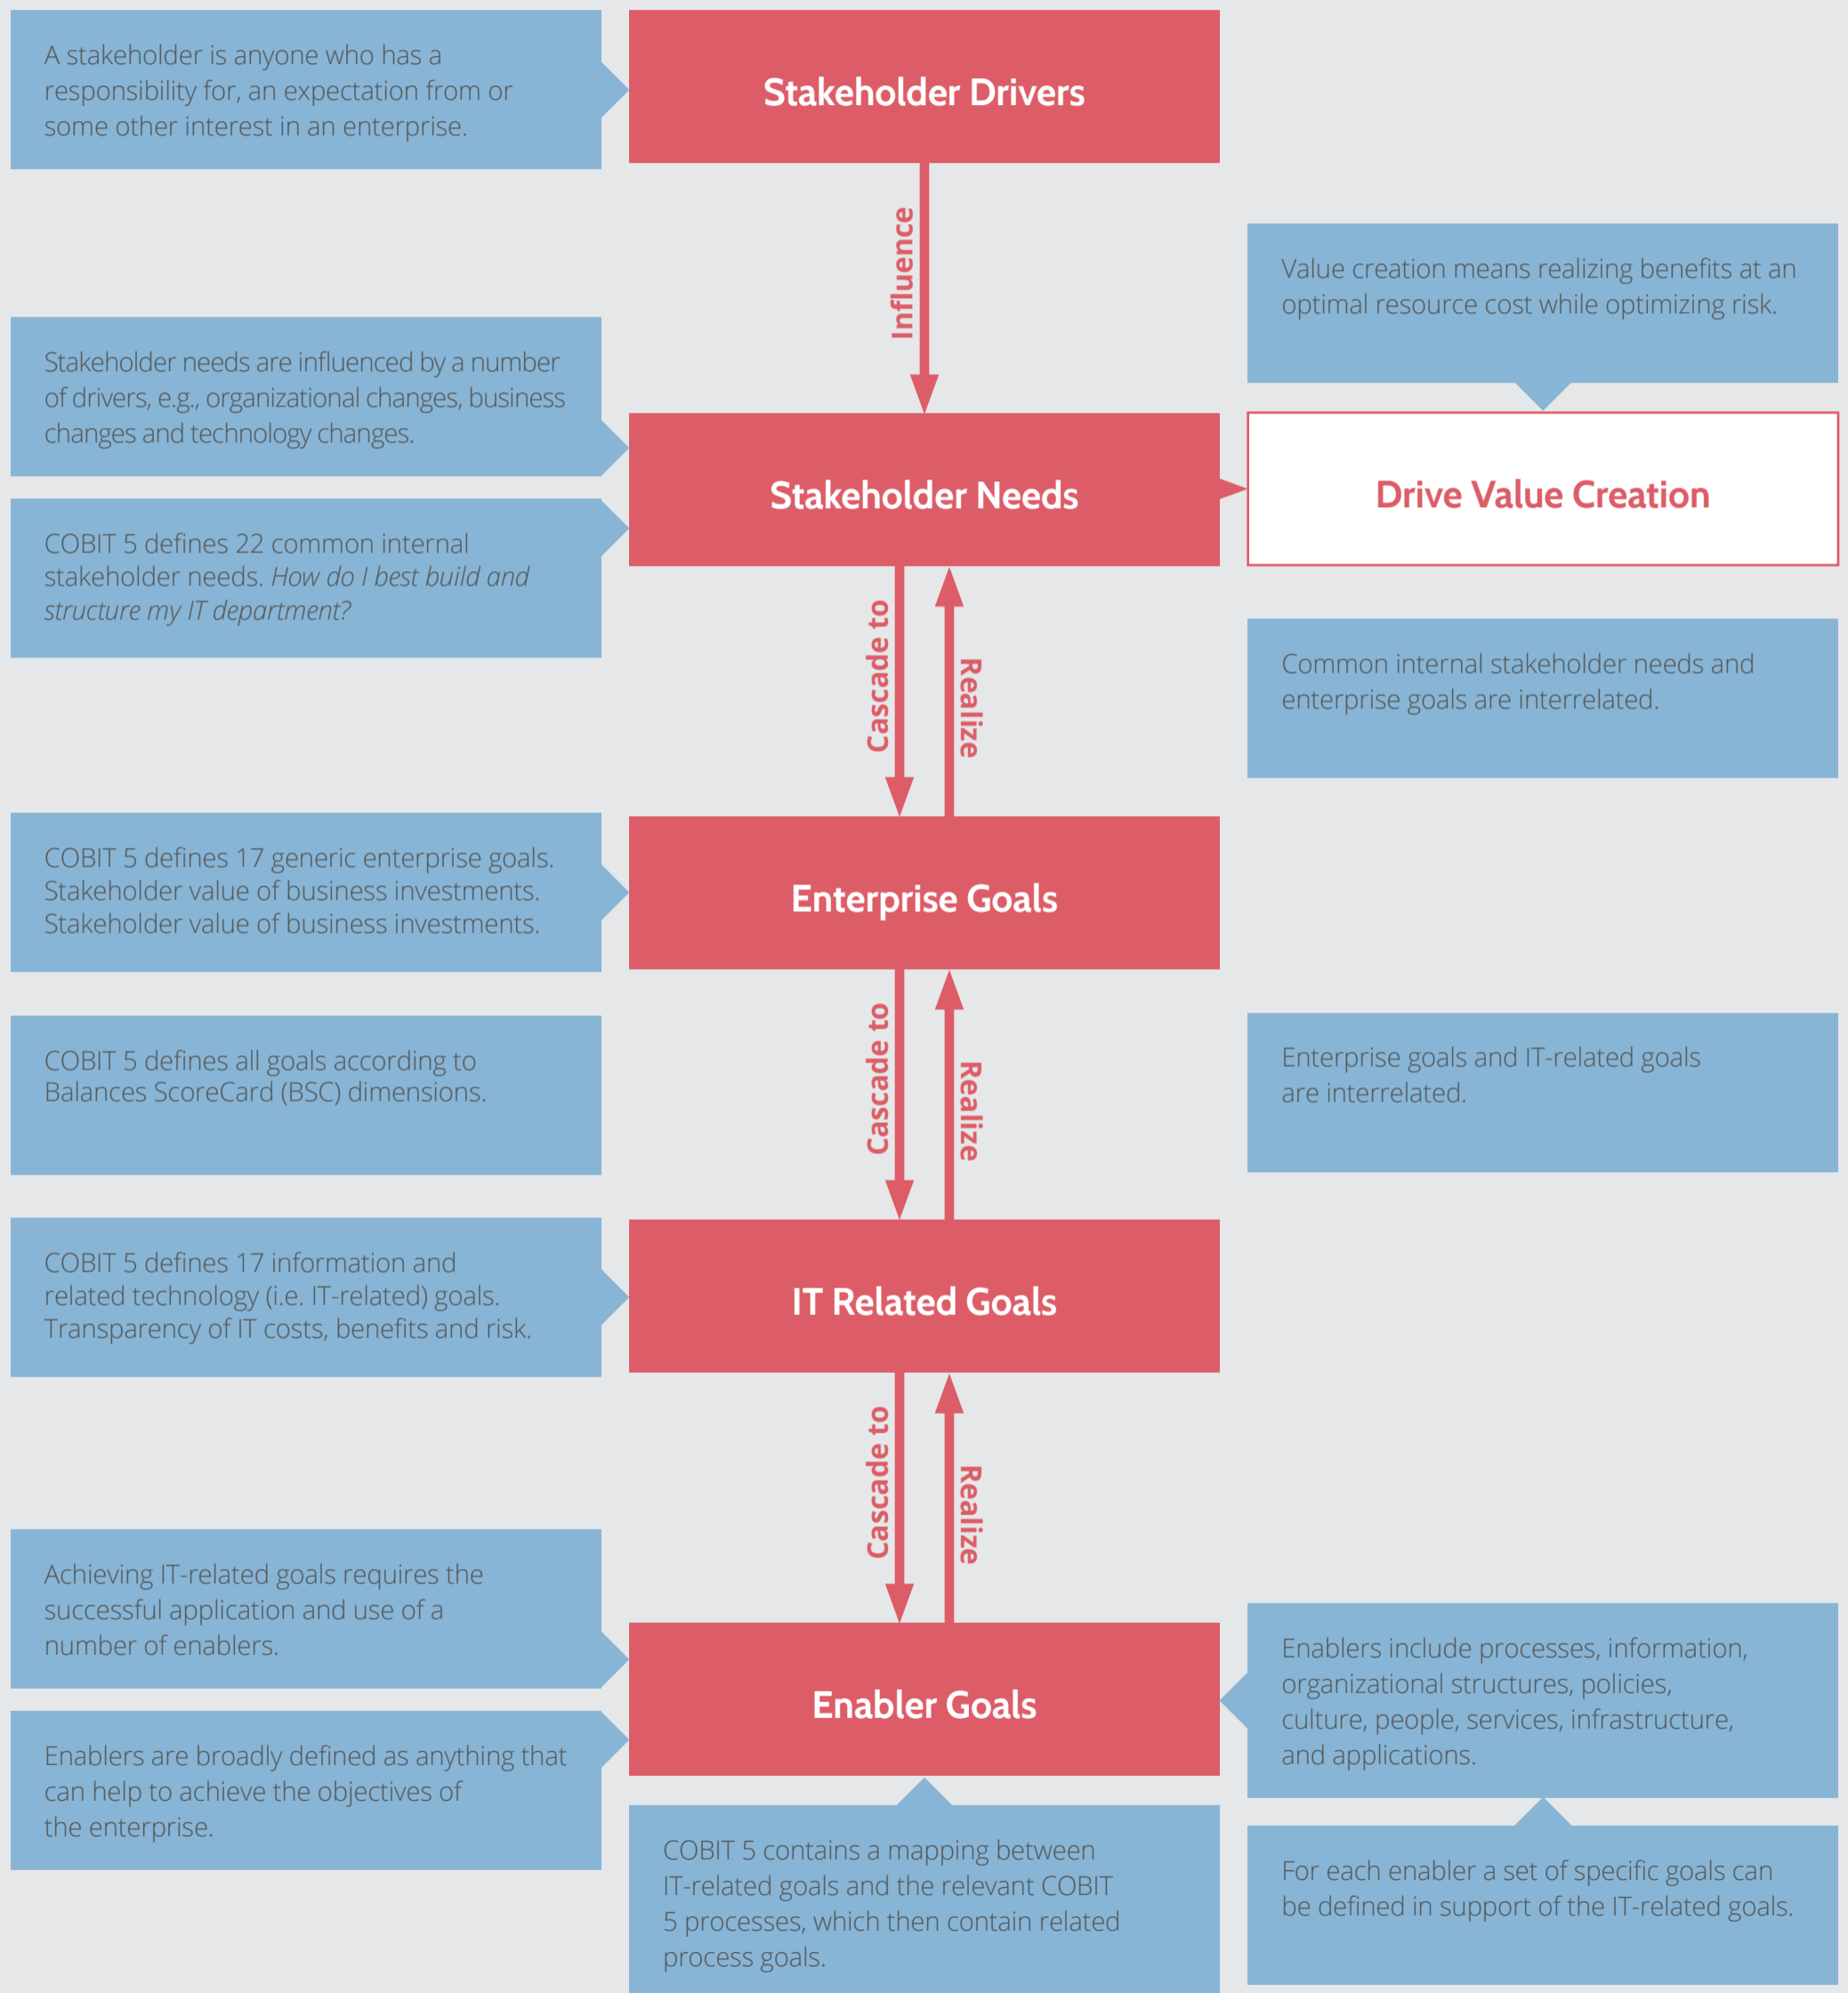 A stakeholder is anyone who has a
responsibility for, an expectation from or
some other interest in an enterprise.
Stakeholder Drivers
Influence
Value creation means realizing benefits at an
optimal resource cost while optimizing risk.
Stakeholder needs are influenced by a number
of drivers, e.g., organizational changes, business
changes and technology changes.
Stakeholder Needs
Drive Value Creation
COBIT 5 defines 22 common internal
stakeholder needs. How do I best build and
structure my IT department?
Cascade to
Realize
Common internal stakeholder needs and
enterprise goals are interrelated.
COBIT 5 defines 17 generic enterprise goals.
Stakeholder value of business investments.
Stakeholder value of business investments.
Enterprise Goals
COBIT 5 defines all goals according to
Balances ScoreCard (BSC) dimensions.
Cascade to
Realize
Enterprise goals and IT-related goals
are interrelated.
COBIT 5 defines 17 information and
related technology (i.e. IT-related) goals.
Transparency of IT costs, benefits and risk.
IT Related Goals
Cascade to
Realize
Achieving IT-related goals requires the
successful application and use of a
number of enablers.
Enabler Goals
Enablers include processes, information,
organizational structures, policies,
culture, people, services, infrastructure,
and applications.
Enablers are broadly defined as anything that
can help to achieve the objectives of
the enterprise.
COBIT 5 contains a mapping between
IT-related goals and the relevant COBIT
5 processes, which then contain related
process goals.
For each enabler a set of specific goals can
be defined in support of the IT-related goals.